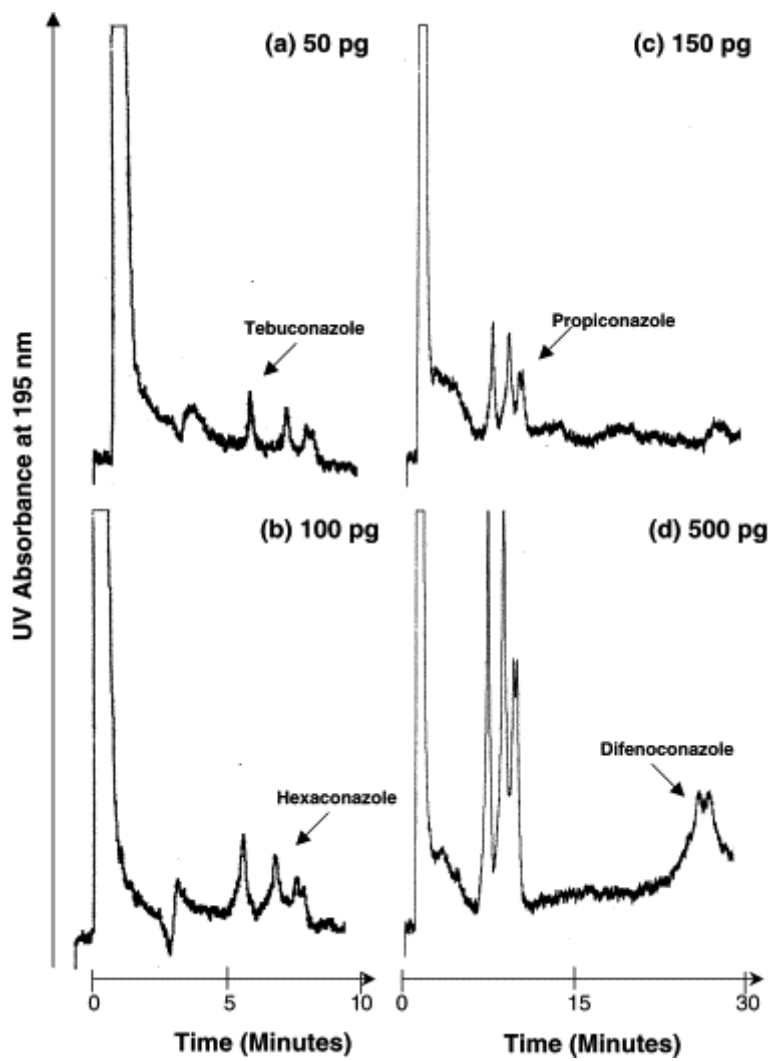 (a) 50 pg
(c) 150 pg
Tebuconazole
Propiconazole
UV Absorbance at 195 nm
(b) 100 pg
(d) 500 pg
Hexaconazole
Difenoconazole
0 5 10
0 15 30
Time (Minutes)
Time (Minutes)